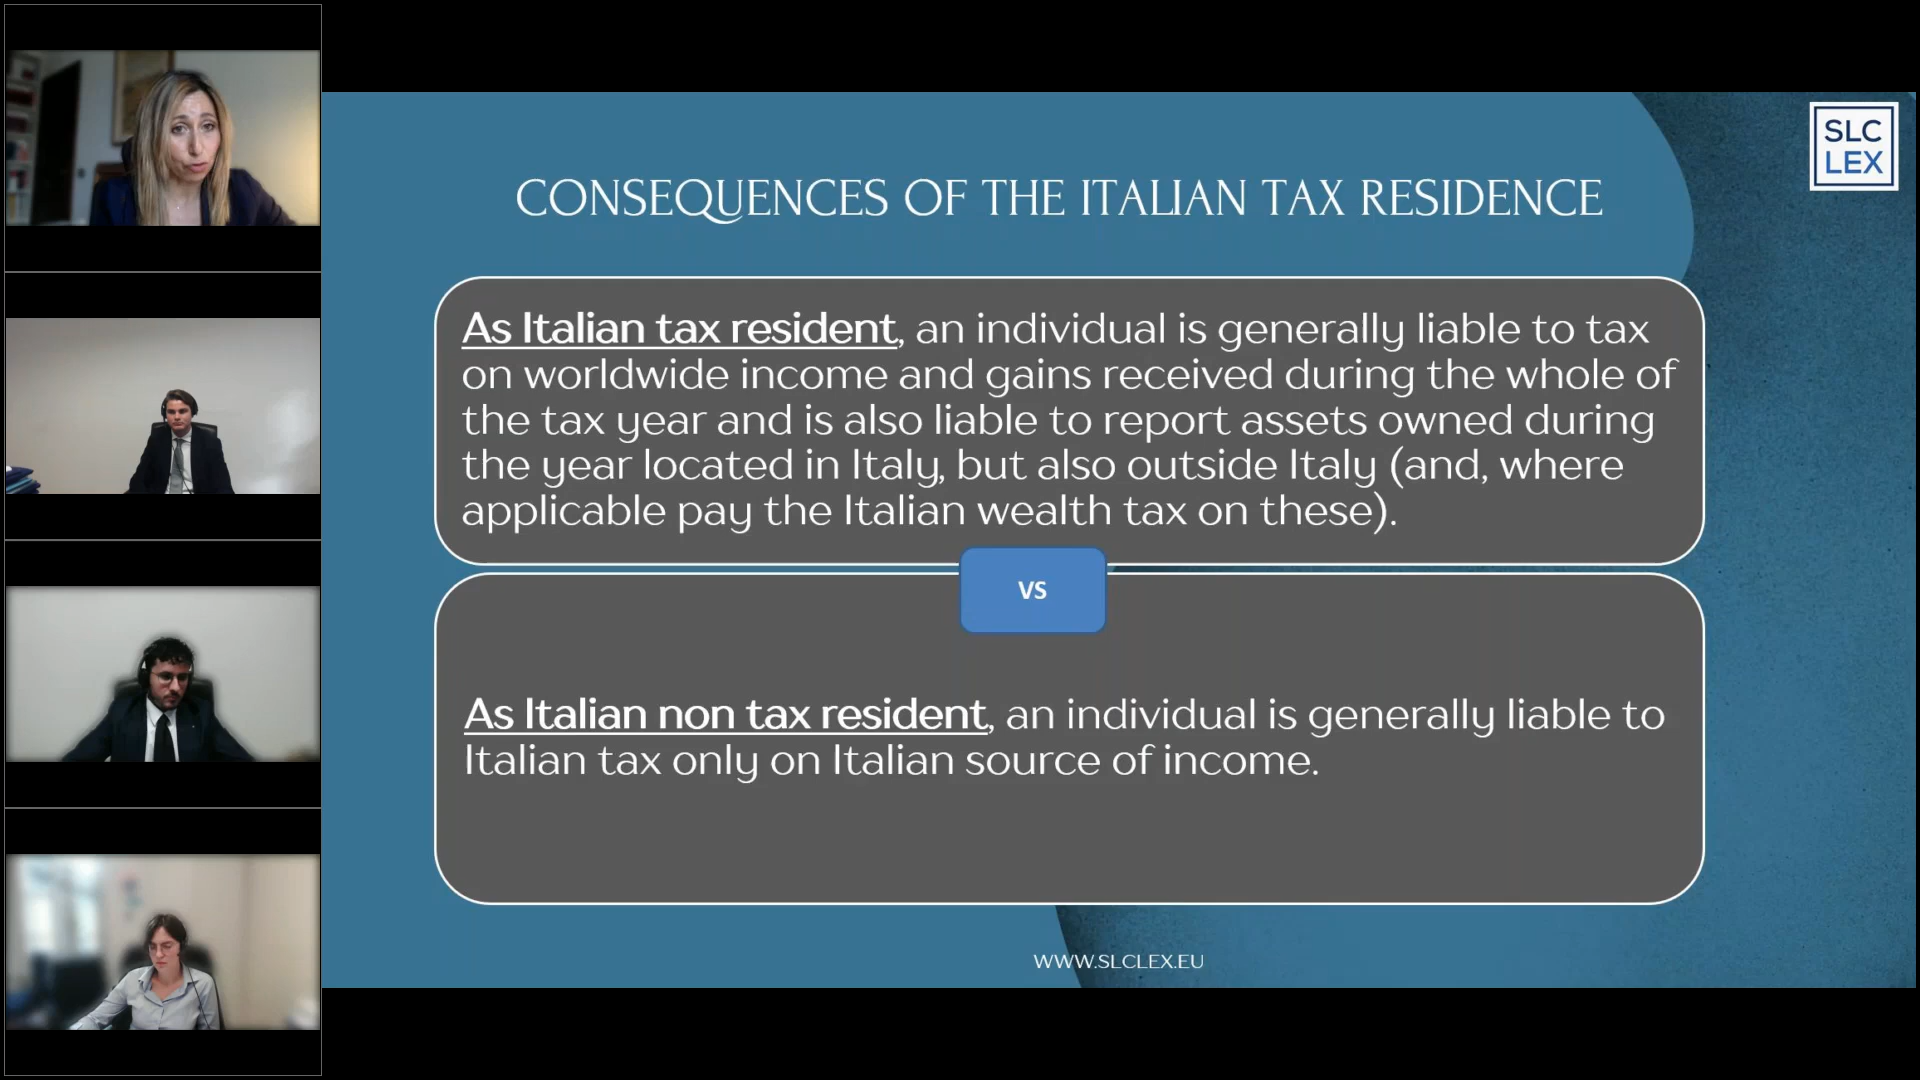 SLC
LEX
CONSEQUENCES OF THE ITALIAN TAX RESIDENCE
As Italian tax resident, an individual is generally liable to tax
on worldwide income and gains received during the whole of
the tax year and is also liable to report assets owned during
the year located in Italy, but also outside Italy (and, where
applicable pay the Italian wealth tax on these).
VS
As Italian non tax resident, an individual is generally liable to
Italian tax only on Italian source of income.
WWW.SLCLEX.EU